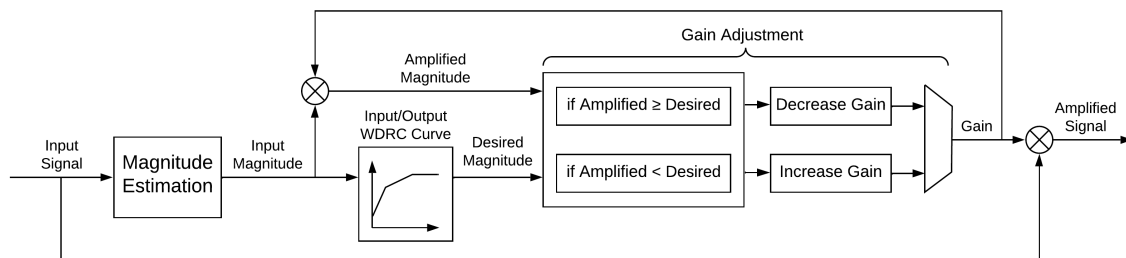 Gain Adjustment
Amplified
Magnitude
if Amplified ≥ Desired
Decrease Gain
Input/Output
WDRC Curve
Amplified
Signal
Gain
Input
Signal
Magnitude
Estimation
Input
Magnitude
Desired
Magnitude
if Amplified < Desired
Increase Gain